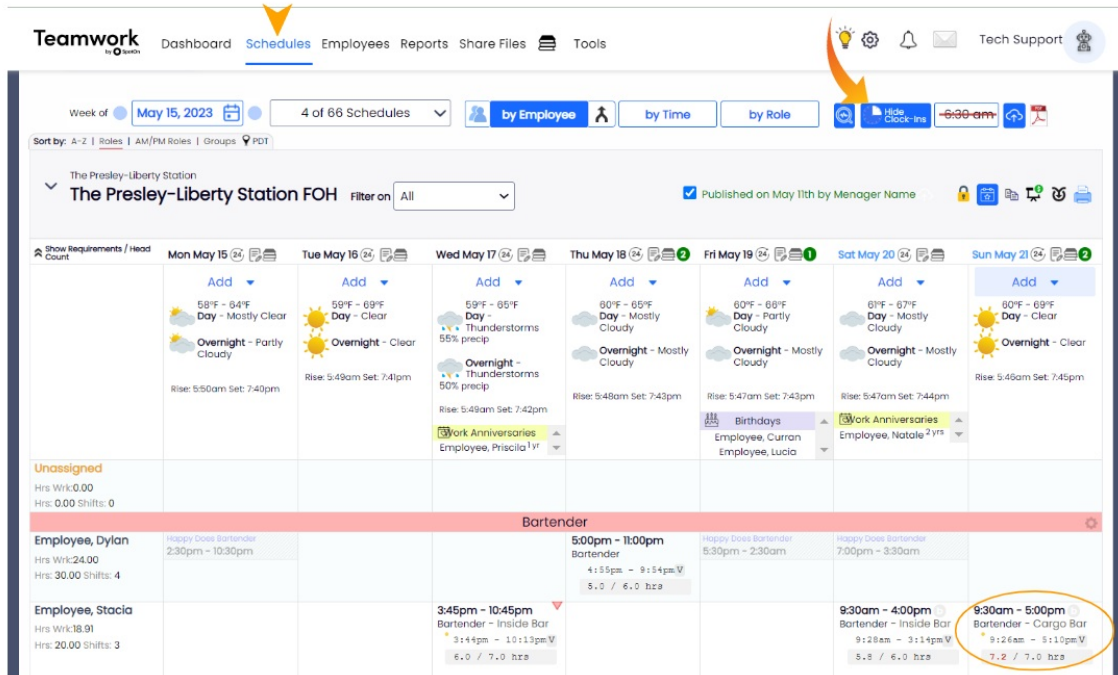 Teamwork
by SpotOn
Dashboard Schedules Employees Reports Share Files Tools
Tech Support
Week of May 15, 2023 4 of 66 Schedules by Employee by Time by Role Hide Clock-Ins 6:30 am PDF
Sort by: A-Z | Roles | AM/PM Roles | Groups PDT
The Presley-Liberty Station
The Presley-Liberty Station FOH Filter on All Published on May 11th by Menager Name
Show Requirements / Head Count
Mon May 15 24 Tue May 16 24 Wed May 17 24 Thu May 18 24 2 Fri May 19 24 1 Sat May 20 24 Sun May 21 24 2
Add Add Add Add Add Add Add
58°F - 64°F
Day - Mostly Clear
Overnight - Partly Cloudy
Rise: 5:50am Set: 7:40pm
59°F - 69°F
Day - Clear
Overnight - Clear
Rise: 5:49am Set: 7:41pm
59°F - 65°F
Day - Thunderstorms
55% precip
Overnight - Thunderstorms
50% precip
Rise: 5:49am Set: 7:42pm
Work Anniversaries
Employee, Priscila 1 yr
60°F - 65°F
Day - Mostly Cloudy
Overnight - Mostly Cloudy
Rise: 5:48am Set: 7:43pm
60°F - 66°F
Day - Partly Cloudy
Overnight - Mostly Cloudy
Rise: 5:47am Set: 7:43pm
Birthdays
Employee, Curran
Employee, Lucia
61°F - 67°F
Day - Mostly Cloudy
Overnight - Mostly Cloudy
Rise: 5:47am Set: 7:44pm
Work Anniversaries
Employee, Natale 2 yrs
60°F - 69°F
Day - Clear
Overnight - Clear
Rise: 5:46am Set: 7:45pm
Unassigned
Hrs Wrk:0.00
Hrs: 0.00 Shifts: 0
Bartender
Employee, Dylan
Hrs Wrk:24.00
Hrs: 30.00 Shifts: 4
Happy Does Bartender
2:30pm - 10:30pm
5:00pm - 11:00pm
Bartender
4:55pm - 9:54pm V
5.0 / 6.0 hrs
Happy Does Bartender
5:30pm - 2:30am
Happy Does Bartender
7:00pm - 3:30am
Employee, Stacia
Hrs Wrk:18.91
Hrs: 20.00 Shifts: 3
3:45pm - 10:45pm
Bartender - Inside Bar
* 3:44pm - 10:13pm V
6.0 / 7.0 hrs
9:30am - 4:00pm
Bartender - Inside Bar
9:28am - 3:14pm V
5.8 / 6.0 hrs
9:30am - 5:00pm
Bartender - Cargo Bar
* 9:26am - 5:10pm V
7.2 / 7.0 hrs